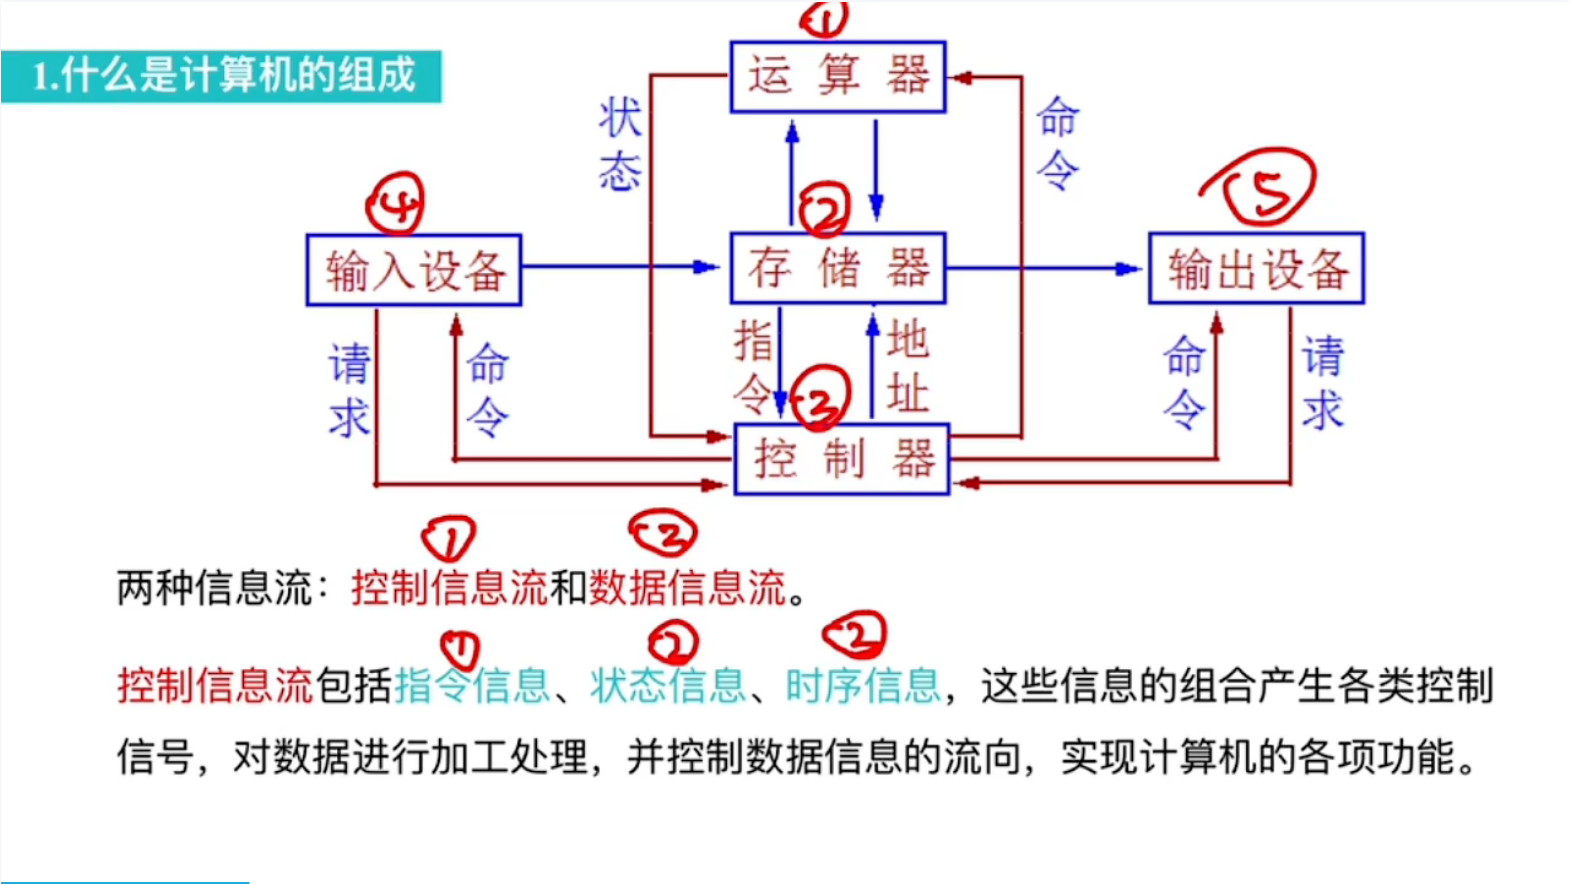 ①
1.什么是计算机的组成
运算器
状态
命令
④
②
⑤
输入设备
存储器
输出设备
请求
命令
指令
地址
命令
请求
③
控制器
① ②
两种信息流：控制信息流和数据信息流。
① ② ②
控制信息流包括指令信息、状态信息、时序信息，这些信息的组合产生各类控制
信号，对数据进行加工处理，并控制数据信息的流向，实现计算机的各项功能。